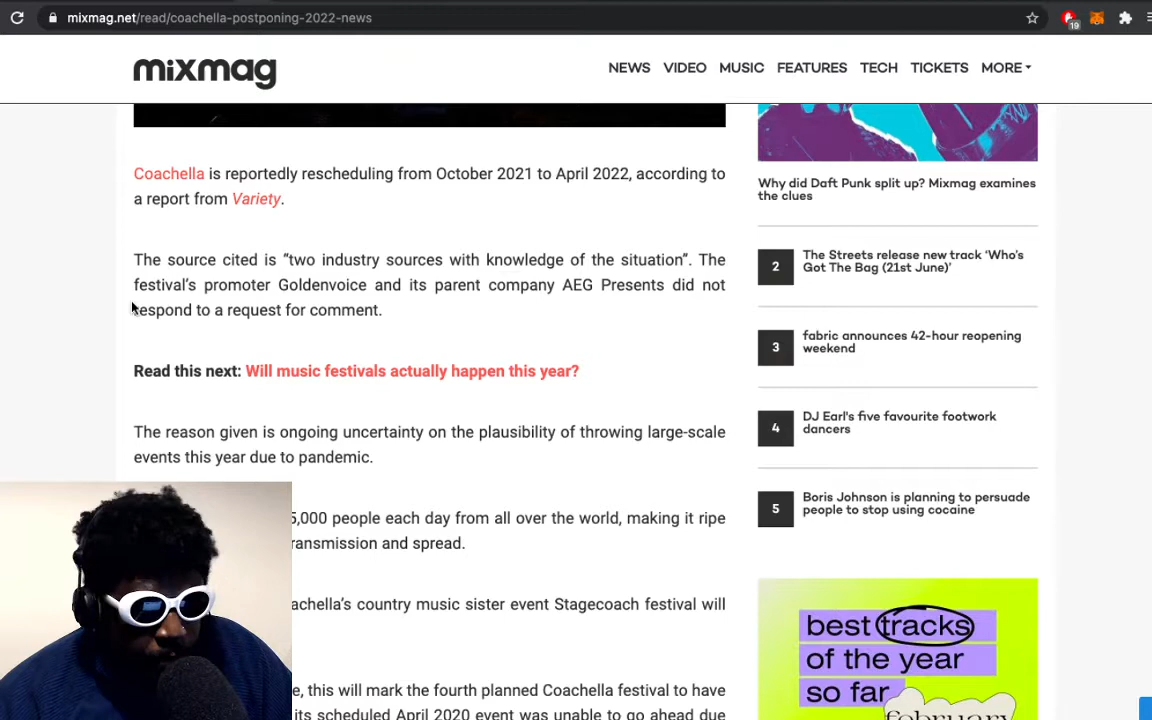 mixmag.net/read/coachella-postponing-2022-news
19
mixmag
NEWS VIDEO MUSIC FEATURES TECH TICKETS MORE
Coachella is reportedly rescheduling from October 2021 to April 2022, according to
a report from Variety.
The source cited is “two industry sources with knowledge of the situation”. The
festival’s promoter Goldenvoice and its parent company AEG Presents did not
respond to a request for comment.
Read this next: Will music festivals actually happen this year?
The reason given is ongoing uncertainty on the plausibility of throwing large-scale
events this year due to pandemic.
5,000 people each day from all over the world, making it ripe
ransmission and spread.
achella’s country music sister event Stagecoach festival will
e, this will mark the fourth planned Coachella festival to have
its scheduled April 2020 event was unable to go ahead due
Why did Daft Punk split up? Mixmag examines
the clues
2
The Streets release new track ‘Who’s
Got The Bag (21st June)’
3
fabric announces 42-hour reopening
weekend
4
DJ Earl's five favourite footwork
dancers
5
Boris Johnson is planning to persuade
people to stop using cocaine
best tracks
of the year
so far
february